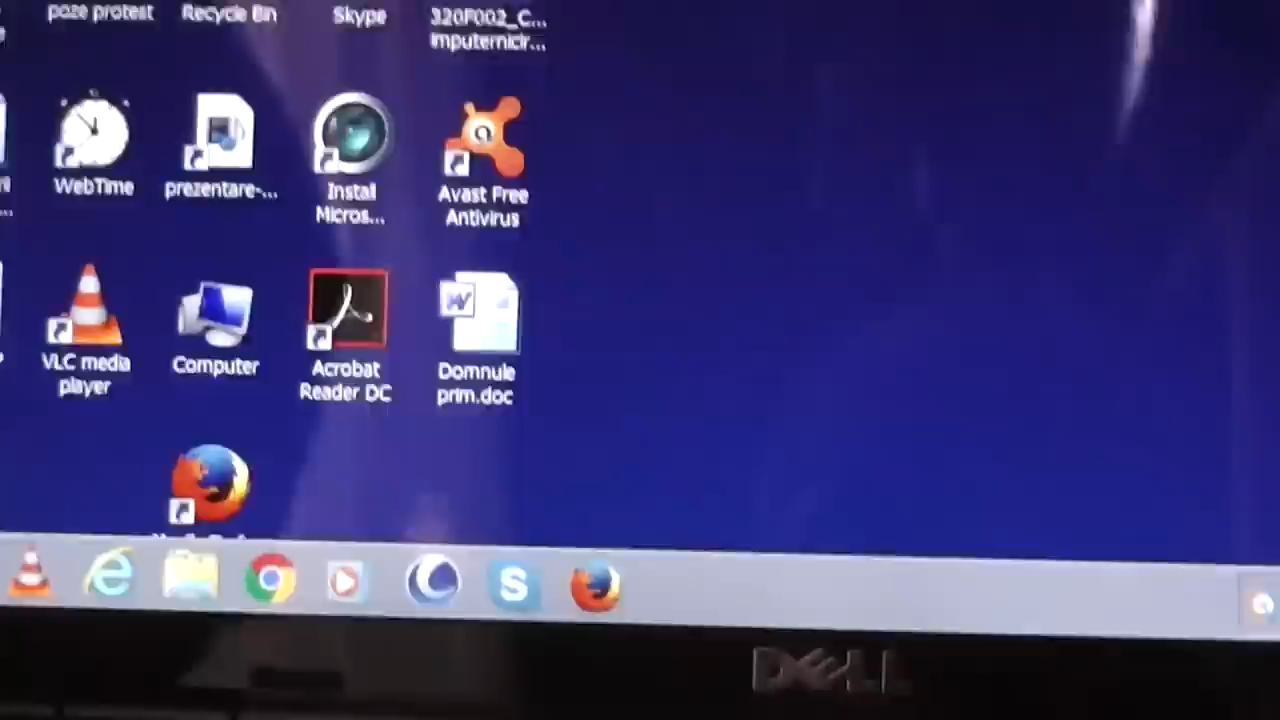 poze protest
Recycle Bin
Skype
320F002_C...
imputernicir...
WebTime
prezentare-...
Install
Micros...
Avast Free
Antivirus
VLC media
player
Computer
Acrobat
Reader DC
Domnule
prim.doc
DELL